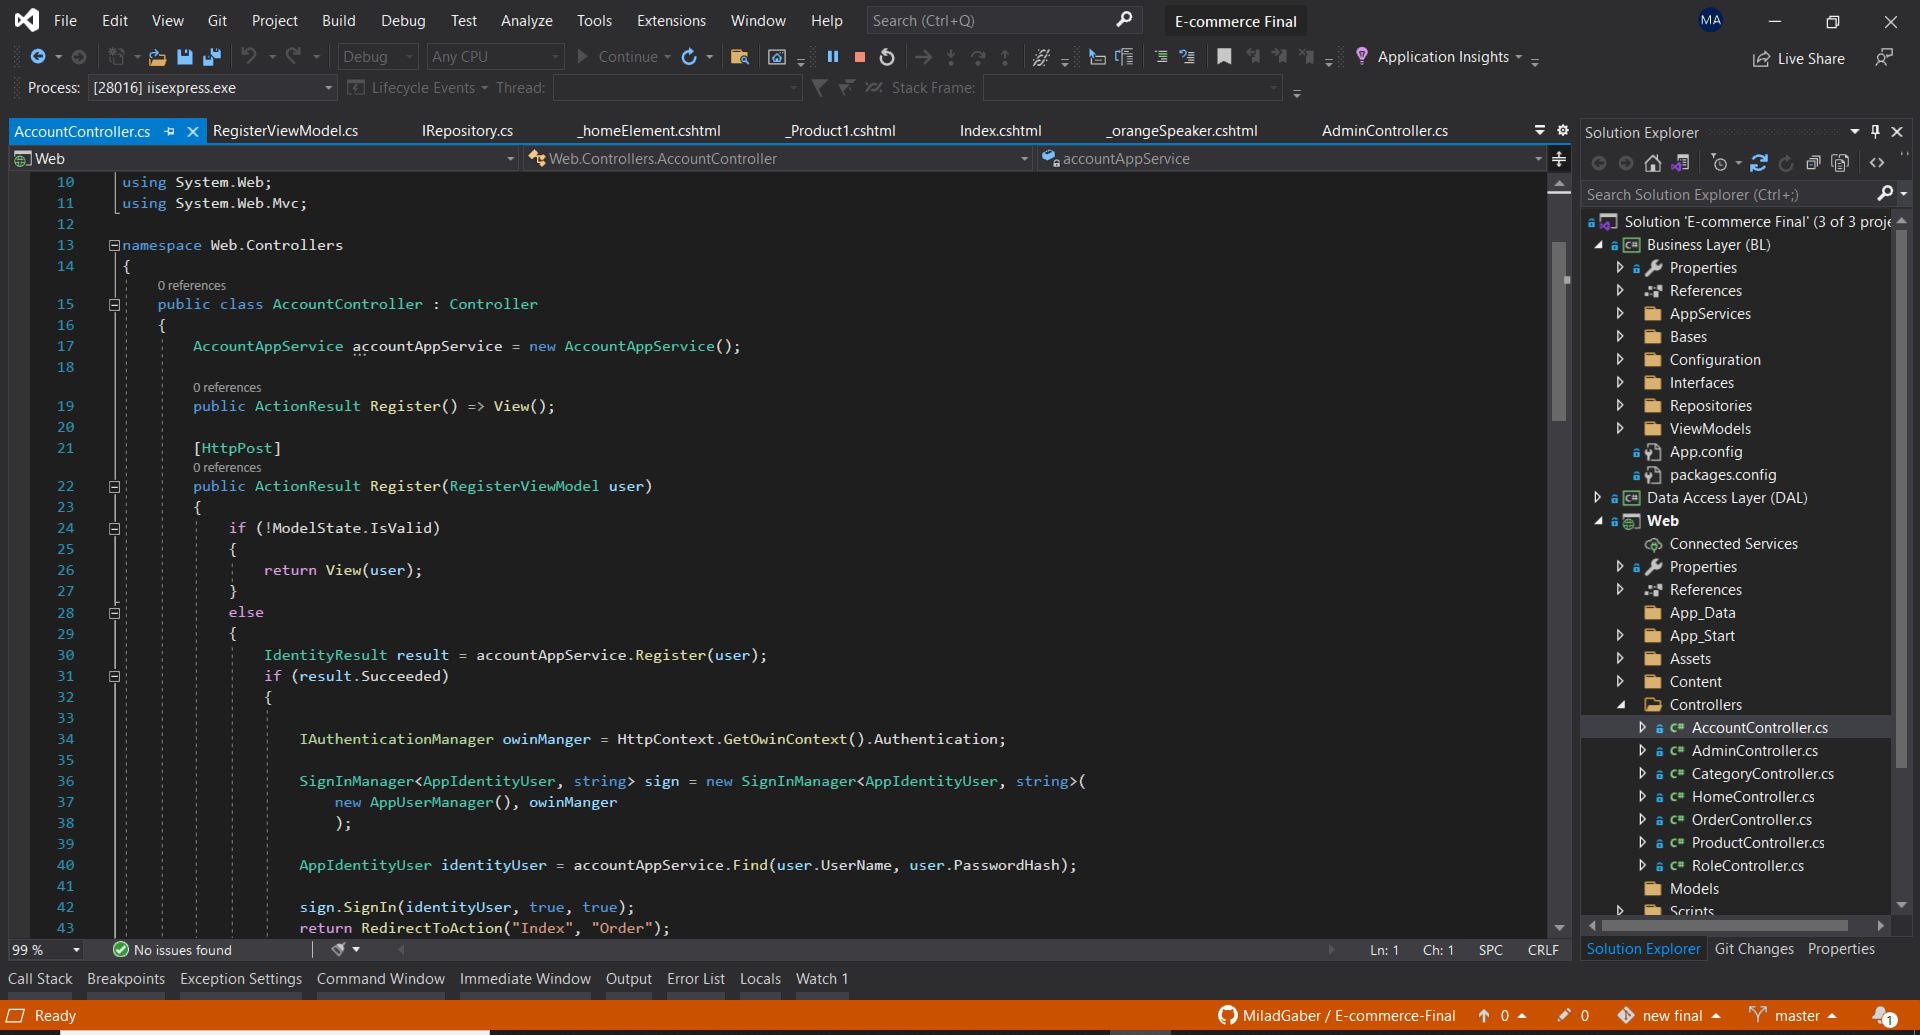 File Edit View Git Project Build Debug Test Analyze Tools Extensions Window Help Search (Ctrl+Q) E-commerce Final MA
Debug Any CPU Continue Application Insights Live Share
Process: [28016] iisexpress.exe Lifecycle Events Thread: Stack Frame:
AccountController.cs RegisterViewModel.cs IRepository.cs _homeElement.cshtml _Product1.cshtml Index.cshtml _orangeSpeaker.cshtml AdminController.cs
Web Web.Controllers.AccountController accountAppService
10 using System.Web;
11 using System.Web.Mvc;
12
13 namespace Web.Controllers
14 {
0 references
15 public class AccountController : Controller
16 {
17 AccountAppService accountAppService = new AccountAppService();
18
0 references
19 public ActionResult Register() => View();
20
21 [HttpPost]
0 references
22 public ActionResult Register(RegisterViewModel user)
23 {
24 if (!ModelState.IsValid)
25 {
26 return View(user);
27 }
28 else
29 {
30 IdentityResult result = accountAppService.Register(user);
31 if (result.Succeeded)
32 {
33
34 IAuthenticationManager owinManger = HttpContext.GetOwinContext().Authentication;
35
36 SignInManager<AppIdentityUser, string> sign = new SignInManager<AppIdentityUser, string>(
37 new AppUserManager(), owinManger
38 );
39
40 AppIdentityUser identityUser = accountAppService.Find(user.UserName, user.PasswordHash);
41
42 sign.SignIn(identityUser, true, true);
43 return RedirectToAction("Index", "Order");
99 % No issues found Ln: 1 Ch: 1 SPC CRLF
Solution Explorer
Search Solution Explorer (Ctrl+;)
Solution 'E-commerce Final' (3 of 3 proje
C# Business Layer (BL)
Properties
References
AppServices
Bases
Configuration
Interfaces
Repositories
ViewModels
App.config
packages.config
C# Data Access Layer (DAL)
Web
Connected Services
Properties
References
App_Data
App_Start
Assets
Content
Controllers
C# AccountController.cs
C# AdminController.cs
C# CategoryController.cs
C# HomeController.cs
C# OrderController.cs
C# ProductController.cs
C# RoleController.cs
Models
Scripts
Solution Explorer Git Changes Properties
Call Stack Breakpoints Exception Settings Command Window Immediate Window Output Error List Locals Watch 1
Ready MiladGaber / E-commerce-Final 0 0 new final master 1